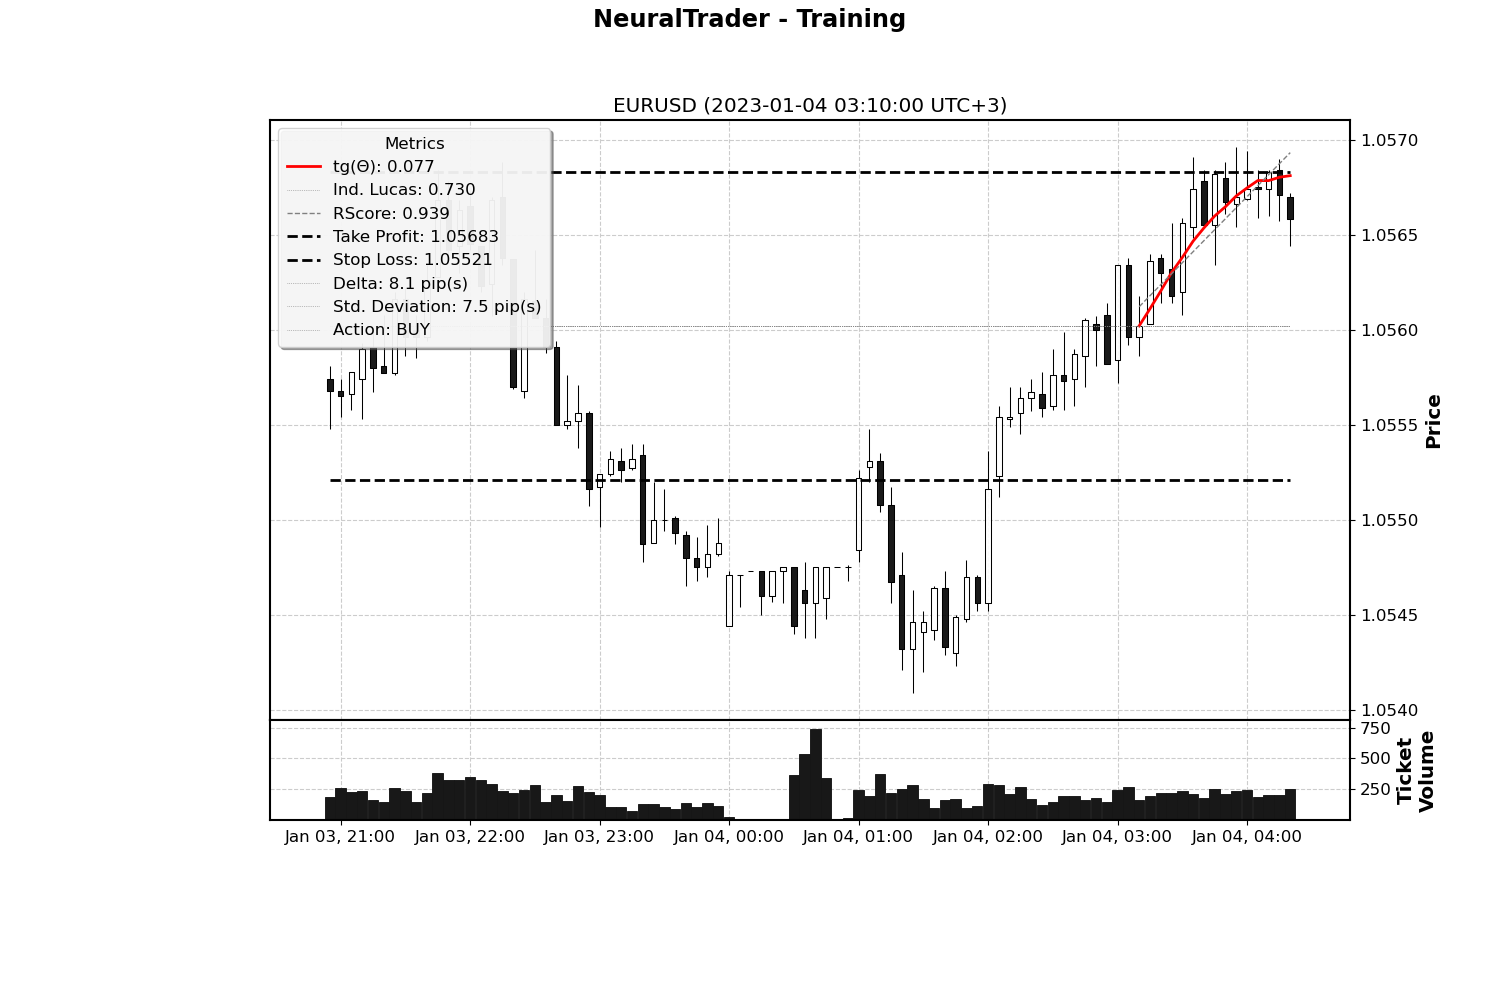 NeuralTrader - Training
EURUSD (2023-01-04 03:10:00 UTC+3)
Metrics
tg(Θ): 0.077
Ind. Lucas: 0.730
RScore: 0.939
Take Profit: 1.05683
Stop Loss: 1.05521
Delta: 8.1 pip(s)
Std. Deviation: 7.5 pip(s)
Action: BUY
1.0570
1.0565
1.0560
1.0555
1.0550
1.0545
1.0540
Price
750
500
250
Ticket
Volume
Jan 03, 21:00
Jan 03, 22:00
Jan 03, 23:00
Jan 04, 00:00
Jan 04, 01:00
Jan 04, 02:00
Jan 04, 03:00
Jan 04, 04:00